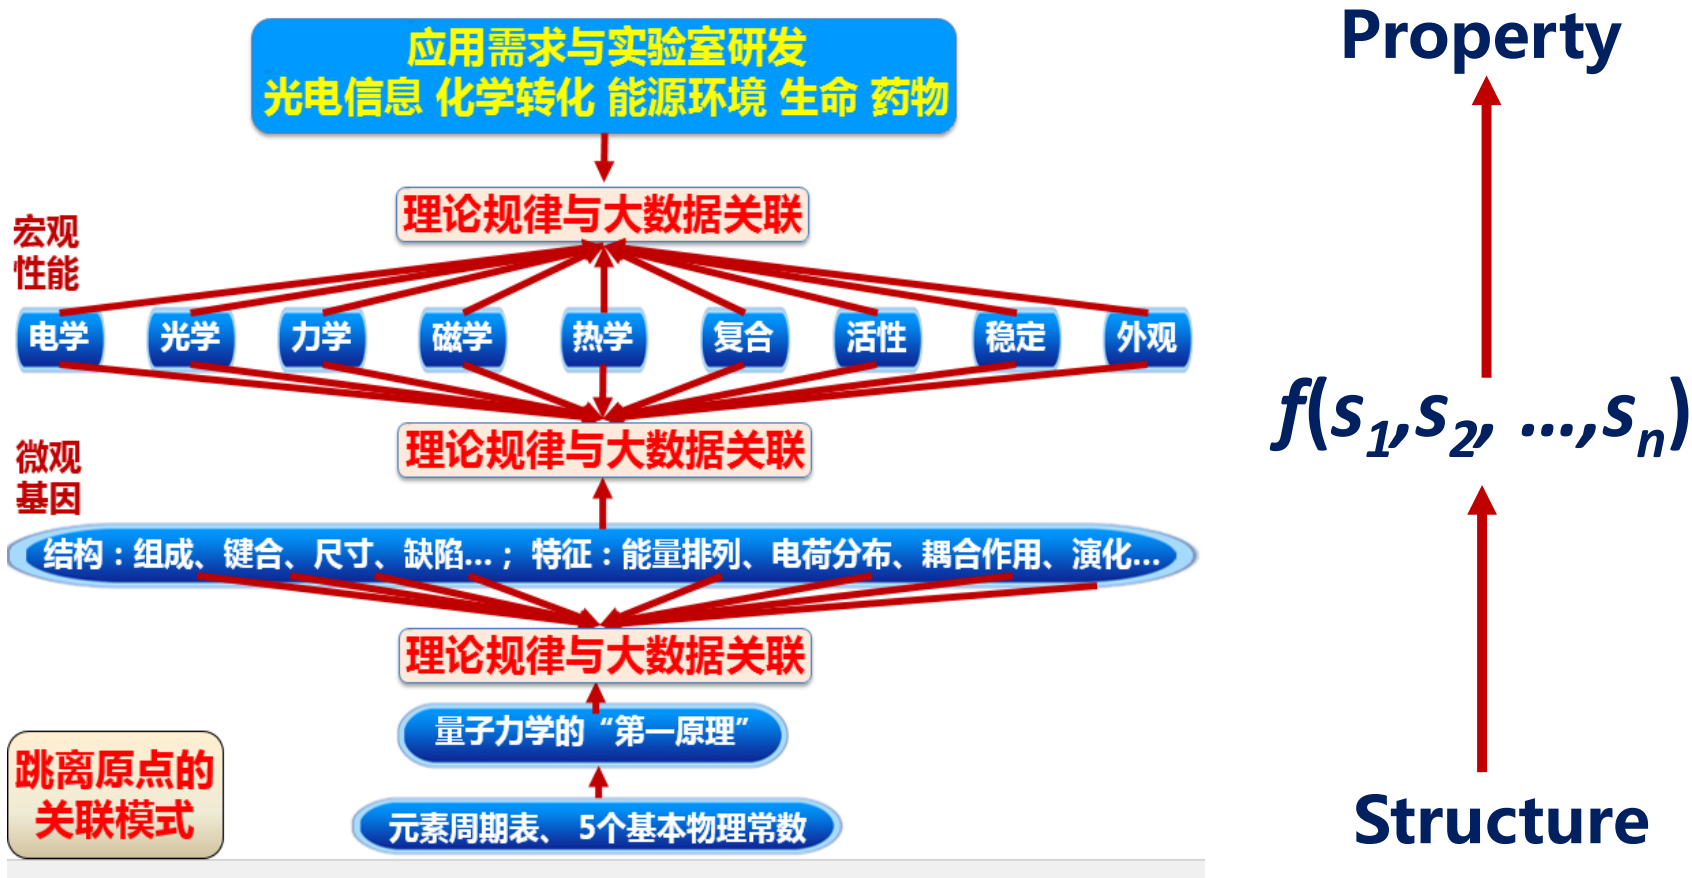 应用需求与实验室研发
光电信息 化学转化 能源环境 生命 药物
理论规律与大数据关联
宏观
性能
电学
光学
力学
磁学
热学
复合
活性
稳定
外观
理论规律与大数据关联
微观
基因
结构：组成、键合、尺寸、缺陷...； 特征：能量排列、电荷分布、耦合作用、演化...
理论规律与大数据关联
量子力学的“第一原理”
元素周期表、 5个基本物理常数
跳离原点的
关联模式
Property
f(s1,s2, ...,sn)
Structure